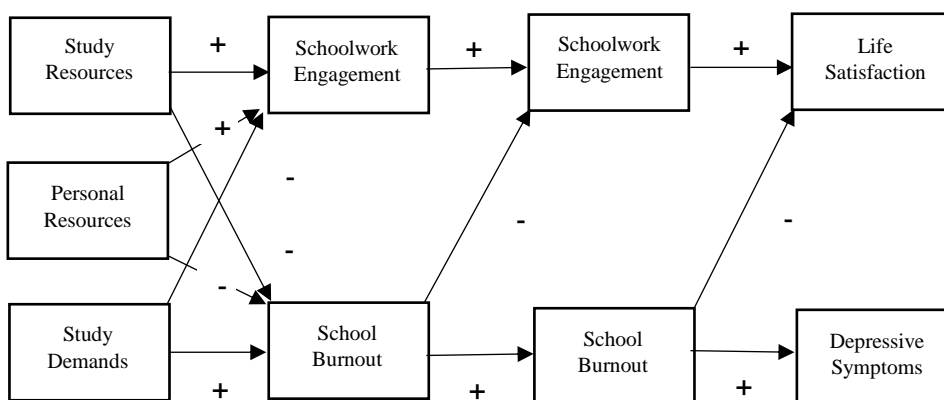 Study
Resources
+
Schoolwork
Engagement
+
Schoolwork
Engagement
+
Life
Satisfaction
+
Personal
Resources
-
-
-
-
-
Study
Demands
+
School
Burnout
+
School
Burnout
+
Depressive
Symptoms